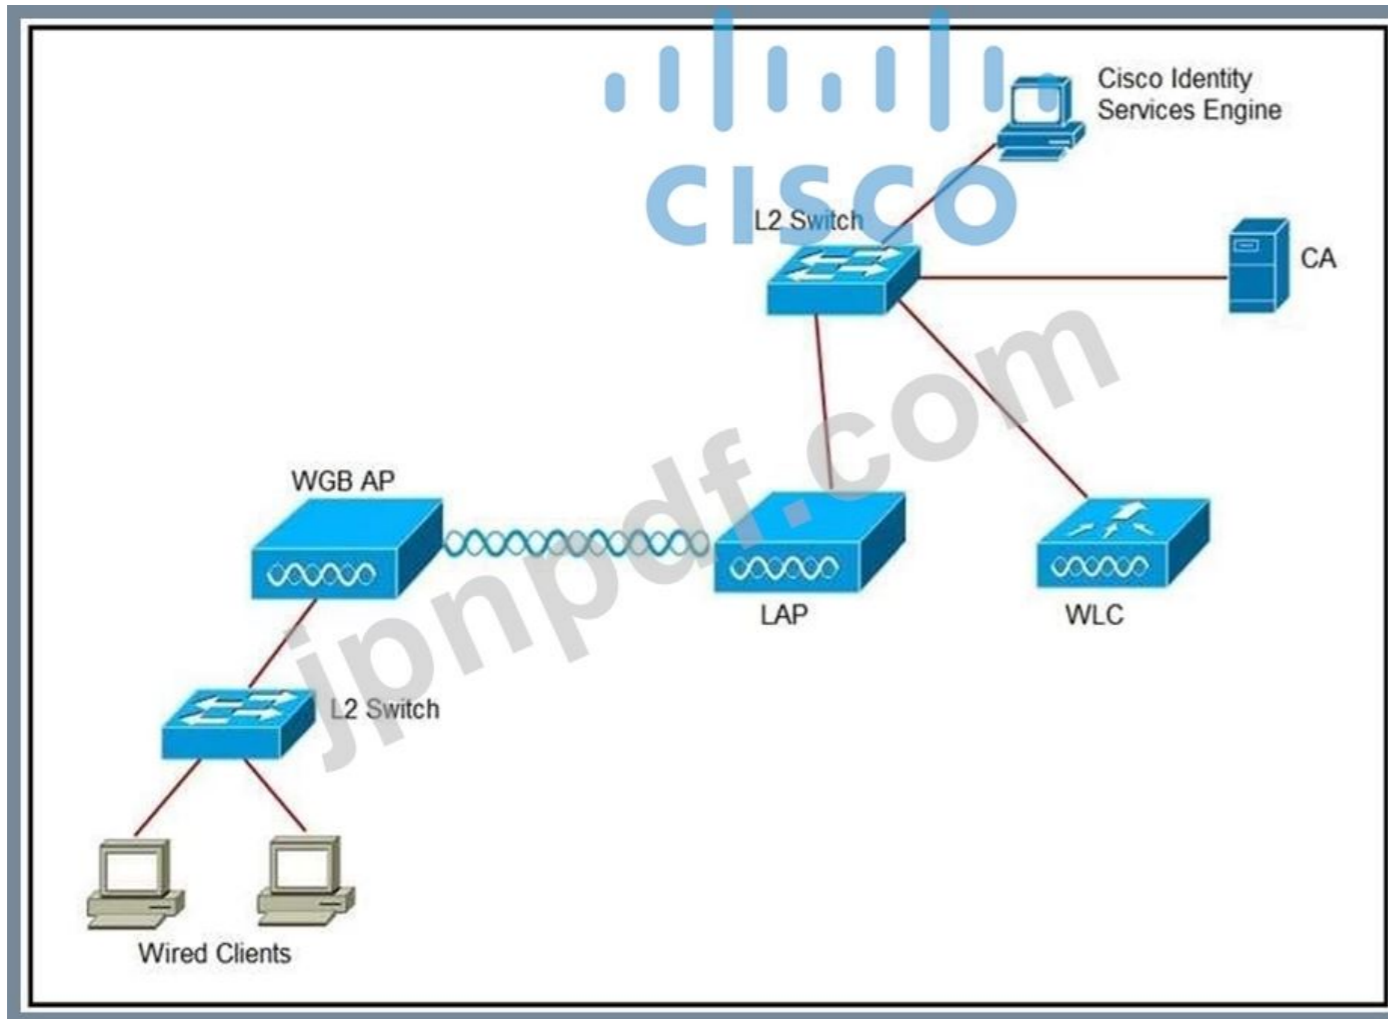 CISCO
Cisco Identity
Services Engine
L2 Switch
CA
WGB AP
LAP
WLC
L2 Switch
Wired Clients
jpnpdf.com